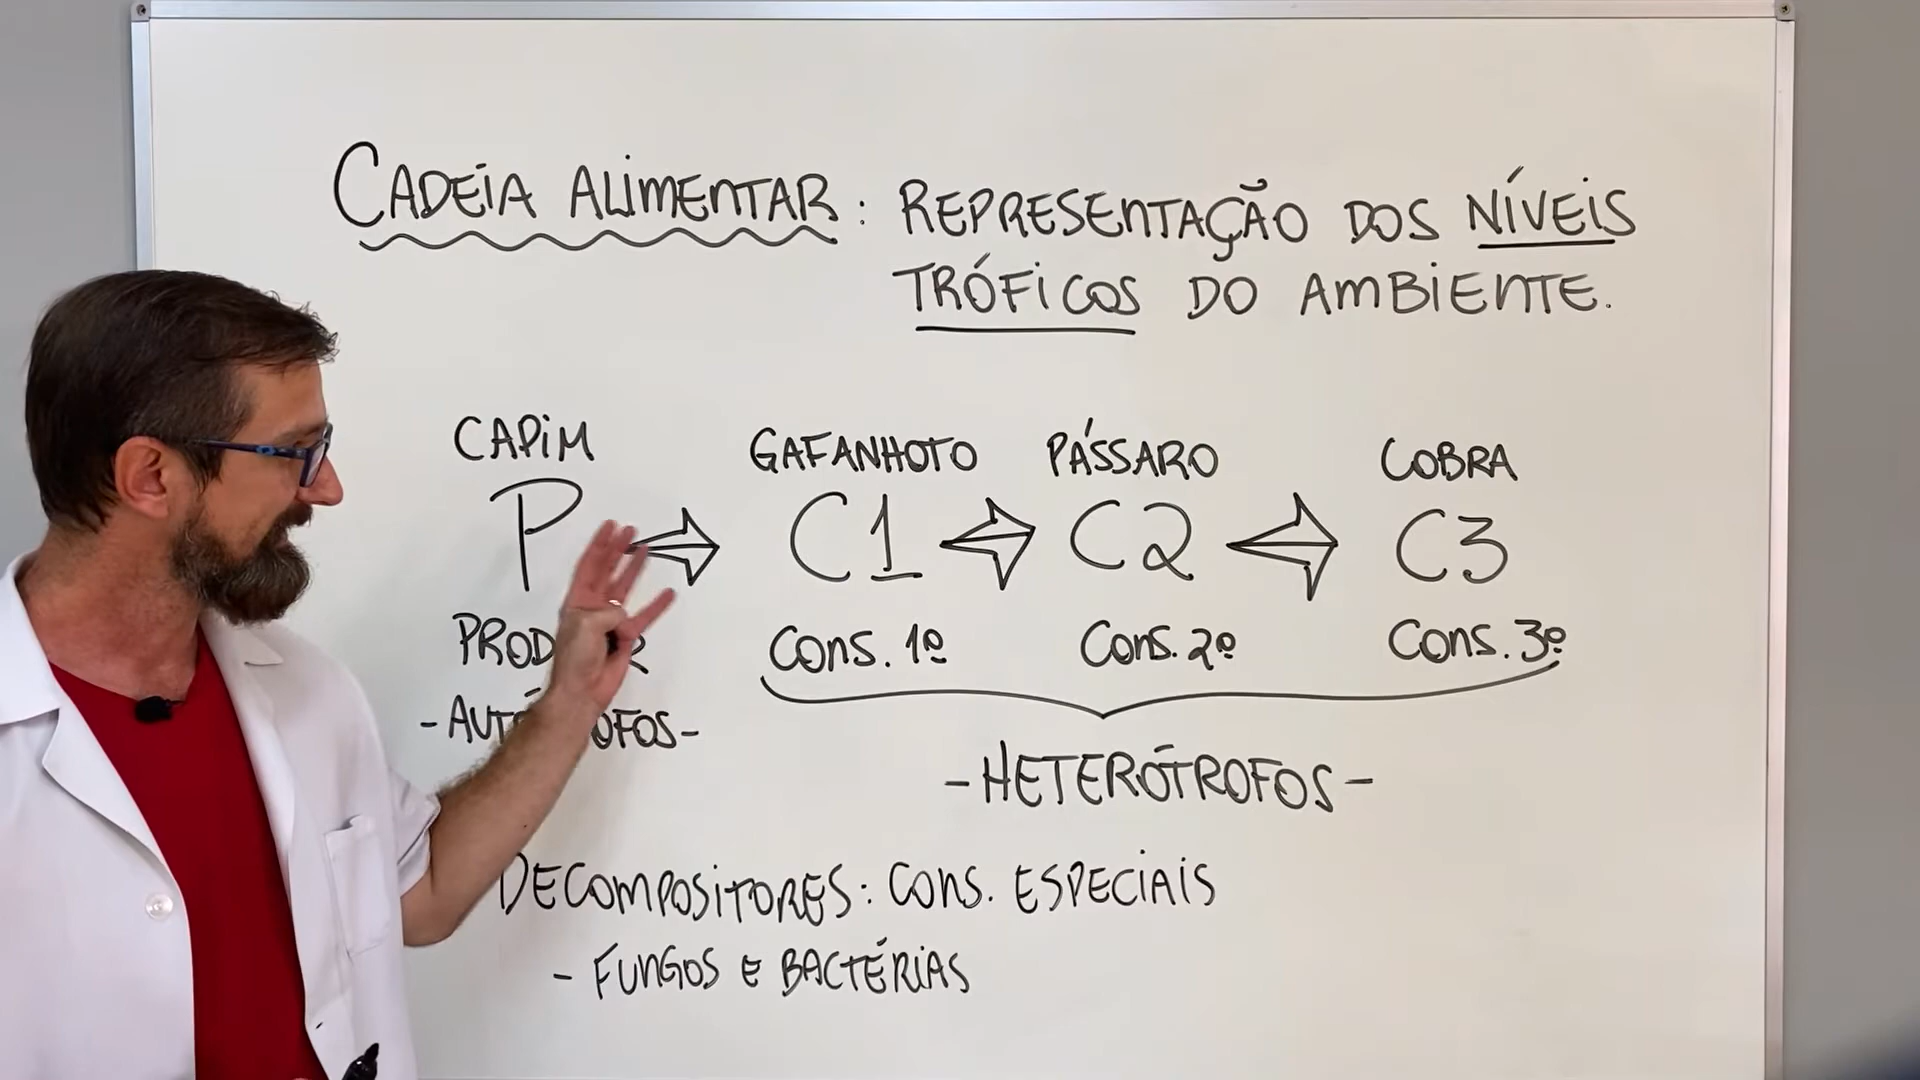 CADEIA ALIMENTAR: REPRESENTAÇÃO DOS NÍVEIS
TRÓFICOS DO AMBIENTE.
CAPIM GAFANHOTO PÁSSARO COBRA
P C1 C2 C3
Cons. 1º Cons. 2º Cons. 3º
- HETERÓTROFOS -
DECOMPOSITORES: CONS. ESPECIAIS
- FUNGOS E BACTÉRIAS